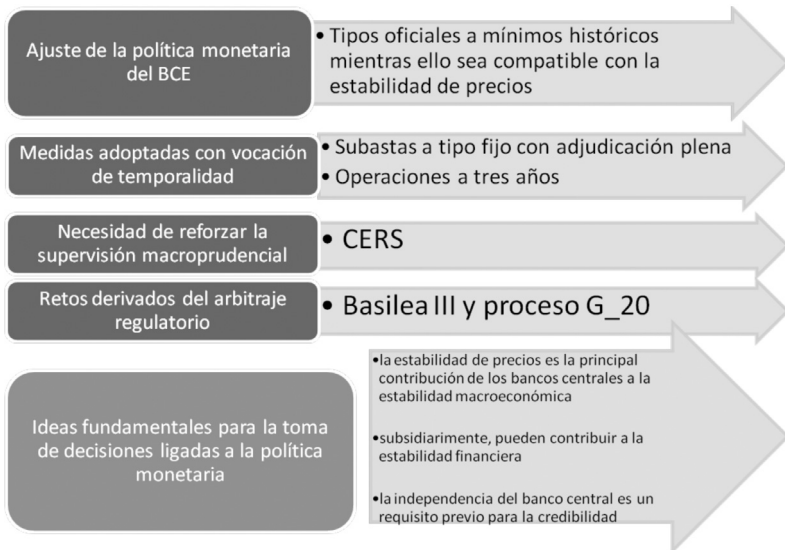 Ajuste de la política monetaria
del BCE
• Tipos oficiales a mínimos históricos
mientras ello sea compatible con la
estabilidad de precios
Medidas adoptadas con vocación
de temporalidad
• Subastas a tipo fijo con adjudicación plena
• Operaciones a tres años
Necesidad de reforzar la
supervisión macroprudencial
• CERS
Retos derivados del arbitraje
regulatorio
• Basilea III y proceso G_20
Ideas fundamentales para la toma
de decisiones ligadas a la política
monetaria
•la estabilidad de precios es la principal
contribución de los bancos centrales a la
estabilidad macroeconómica
•subsidiarimente, pueden contribuir a la
estabilidad financiera
•la independencia del banco central es un
requisito previo para la credibilidad